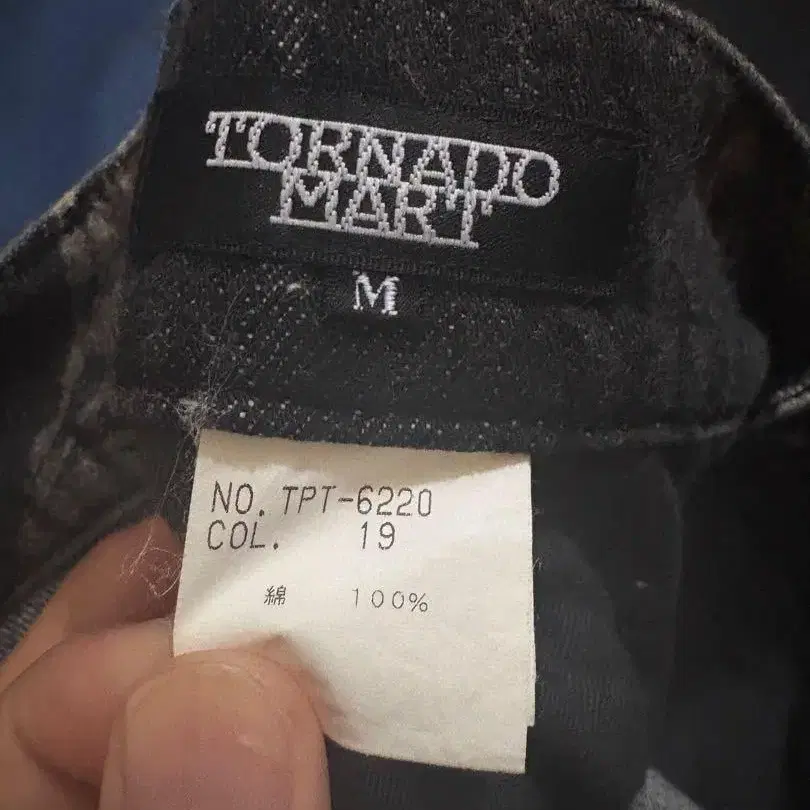 TORNADO
MART
M
NO. TPT-6220
COL. 19
綿 100%